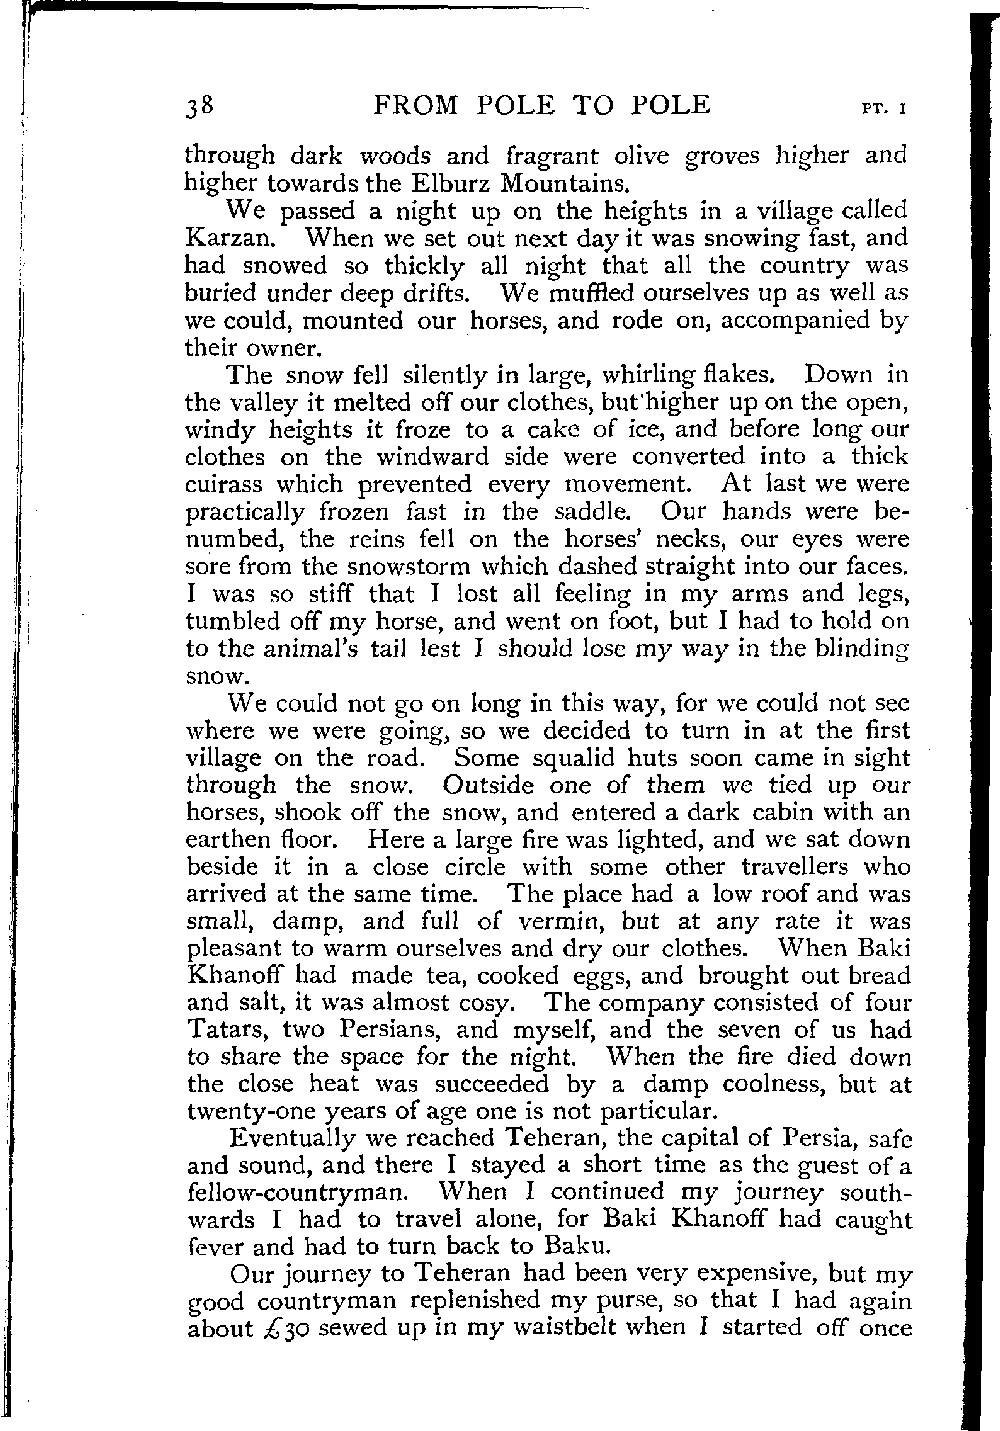 38 FROM POLE TO POLE PT. I
through dark woods and fragrant olive groves higher and
higher towards the Elburz Mountains.
We passed a night up on the heights in a village called
Karzan. When we set out next day it was snowing fast, and
had snowed so thickly all night that all the country was
buried under deep drifts. We muffled ourselves up as well as
we could, mounted our horses, and rode on, accompanied by
their owner.
The snow fell silently in large, whirling flakes. Down in
the valley it melted off our clothes, but higher up on the open,
windy heights it froze to a cake of ice, and before long our
clothes on the windward side were converted into a thick
cuirass which prevented every movement. At last we were
practically frozen fast in the saddle. Our hands were be-
numbed, the reins fell on the horses' necks, our eyes were
sore from the snowstorm which dashed straight into our faces.
I was so stiff that I lost all feeling in my arms and legs,
tumbled off my horse, and went on foot, but I had to hold on
to the animal's tail lest I should lose my way in the blinding
snow.
We could not go on long in this way, for we could not see
where we were going, so we decided to turn in at the first
village on the road. Some squalid huts soon came in sight
through the snow. Outside one of them we tied up our
horses, shook off the snow, and entered a dark cabin with an
earthen floor. Here a large fire was lighted, and we sat down
beside it in a close circle with some other travellers who
arrived at the same time. The place had a low roof and was
small, damp, and full of vermin, but at any rate it was
pleasant to warm ourselves and dry our clothes. When Baki
Khanoff had made tea, cooked eggs, and brought out bread
and salt, it was almost cosy. The company consisted of four
Tatars, two Persians, and myself, and the seven of us had
to share the space for the night. When the fire died down
the close heat was succeeded by a damp coolness, but at
twenty-one years of age one is not particular.
Eventually we reached Teheran, the capital of Persia, safe
and sound, and there I stayed a short time as the guest of a
fellow-countryman. When I continued my journey south-
wards I had to travel alone, for Baki Khanoff had caught
fever and had to turn back to Baku.
Our journey to Teheran had been very expensive, but my
good countryman replenished my purse, so that I had again
about £30 sewed up in my waistbelt when I started off once